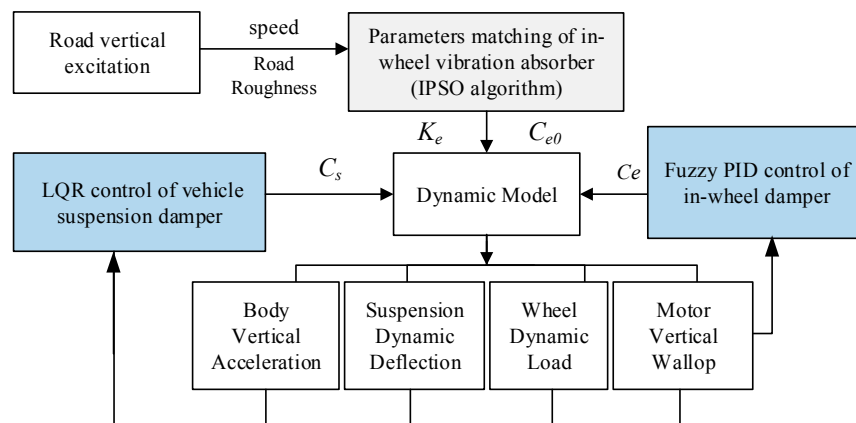 Road vertical
excitation
speed
Road
Roughness
Parameters matching of in-
wheel vibration absorber
(IPSO algorithm)
K_e
C_e0
LQR control of vehicle
suspension damper
C_s
Dynamic Model
Ce
Fuzzy PID control of
in-wheel damper
Body
Vertical
Acceleration
Suspension
Dynamic
Deflection
Wheel
Dynamic
Load
Motor
Vertical
Wallop